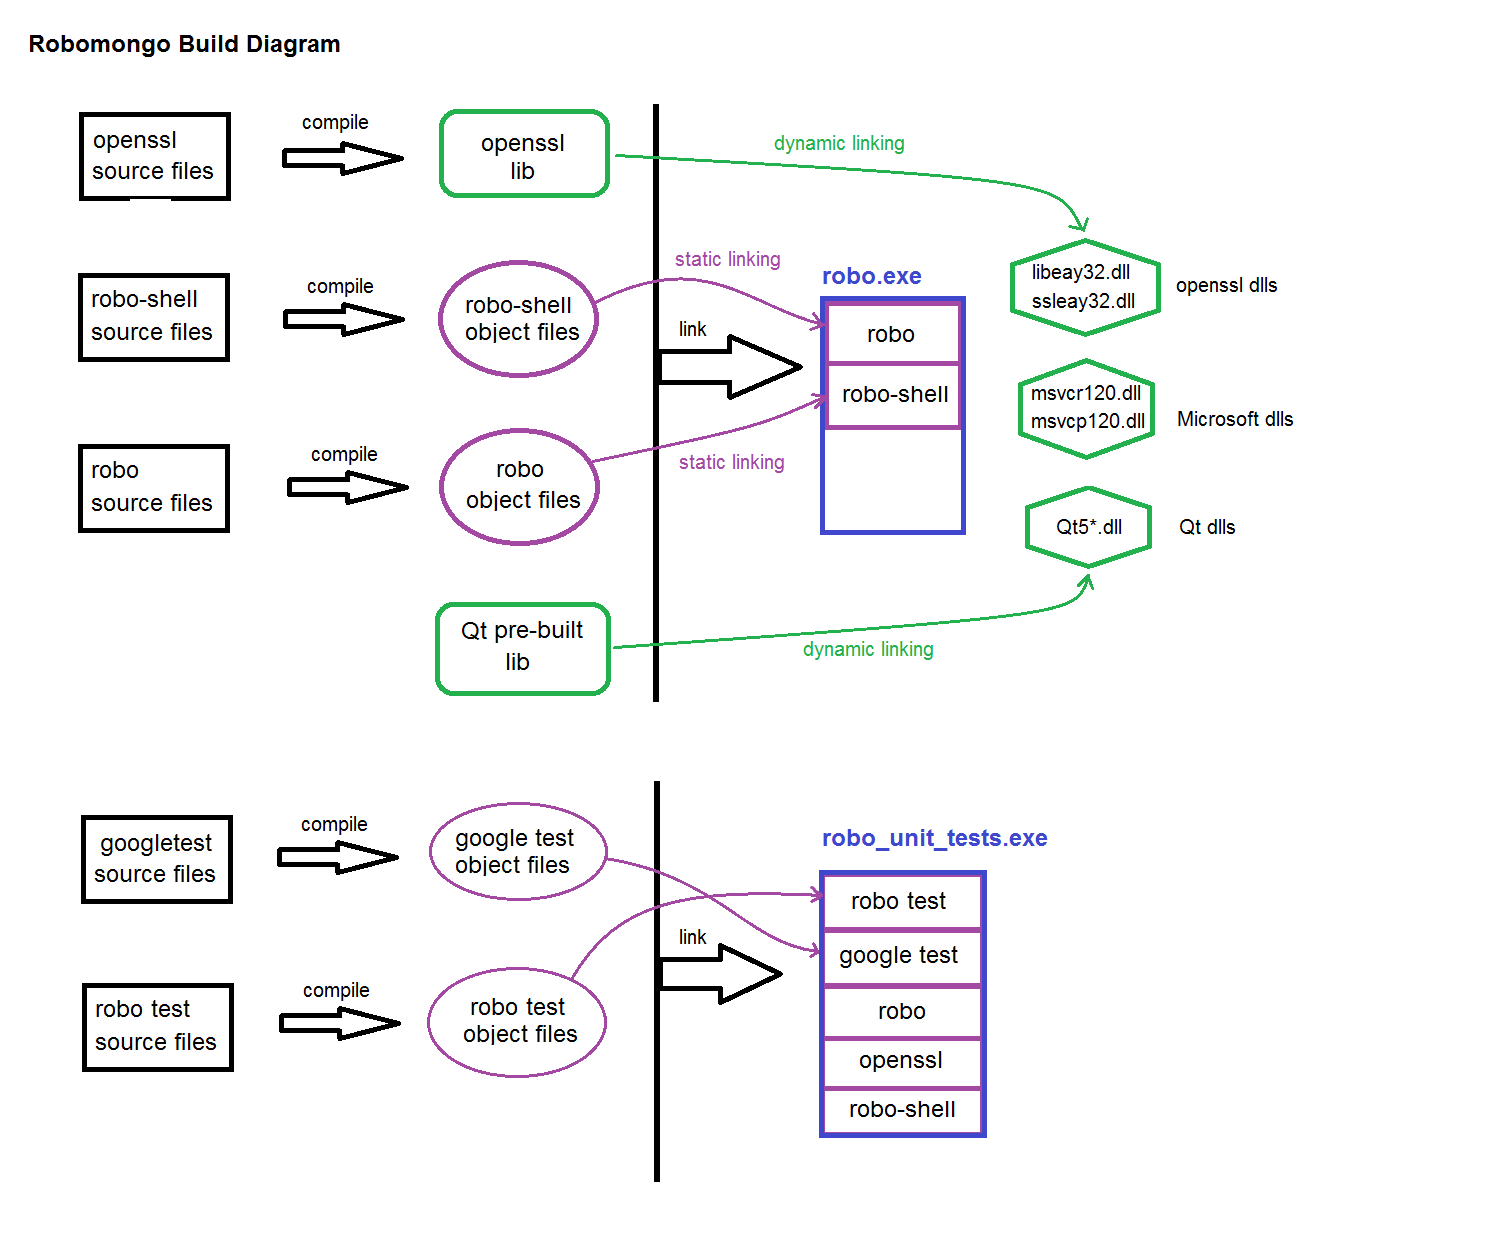 Robomongo Build Diagram
openssl
source files
compile
openssl
lib
dynamic linking
libeay32.dll
ssleay32.dll
openssl dlls
robo-shell
source files
compile
robo-shell
object files
static linking
link
robo.exe
robo
robo-shell
msvcr120.dll
msvcp120.dll
Microsoft dlls
robo
source files
compile
robo
object files
static linking
Qt5*.dll
Qt dlls
Qt pre-built
lib
dynamic linking
googletest
source files
compile
google test
object files
robo test
source files
compile
robo test
object files
link
robo_unit_tests.exe
robo test
google test
robo
openssl
robo-shell